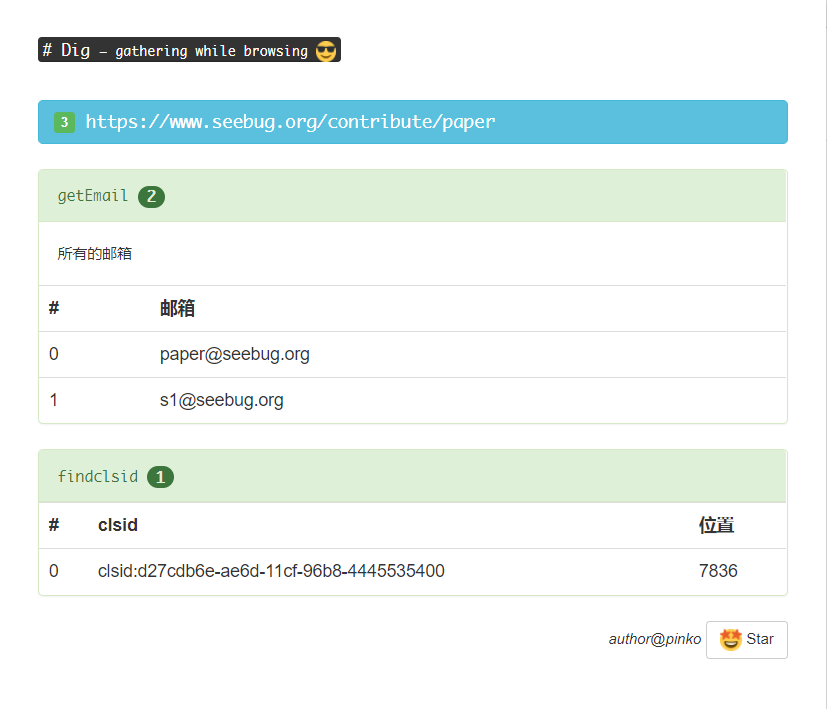 # Dig – gathering while browsing 😎
3 https://www.seebug.org/contribute/paper
getEmail 2
所有的邮箱
# 邮箱
0 paper@seebug.org
1 s1@seebug.org
findclsid 1
# clsid 位置
0 clsid:d27cdb6e-ae6d-11cf-96b8-4445535400 7836
author@pinko 🤩 Star